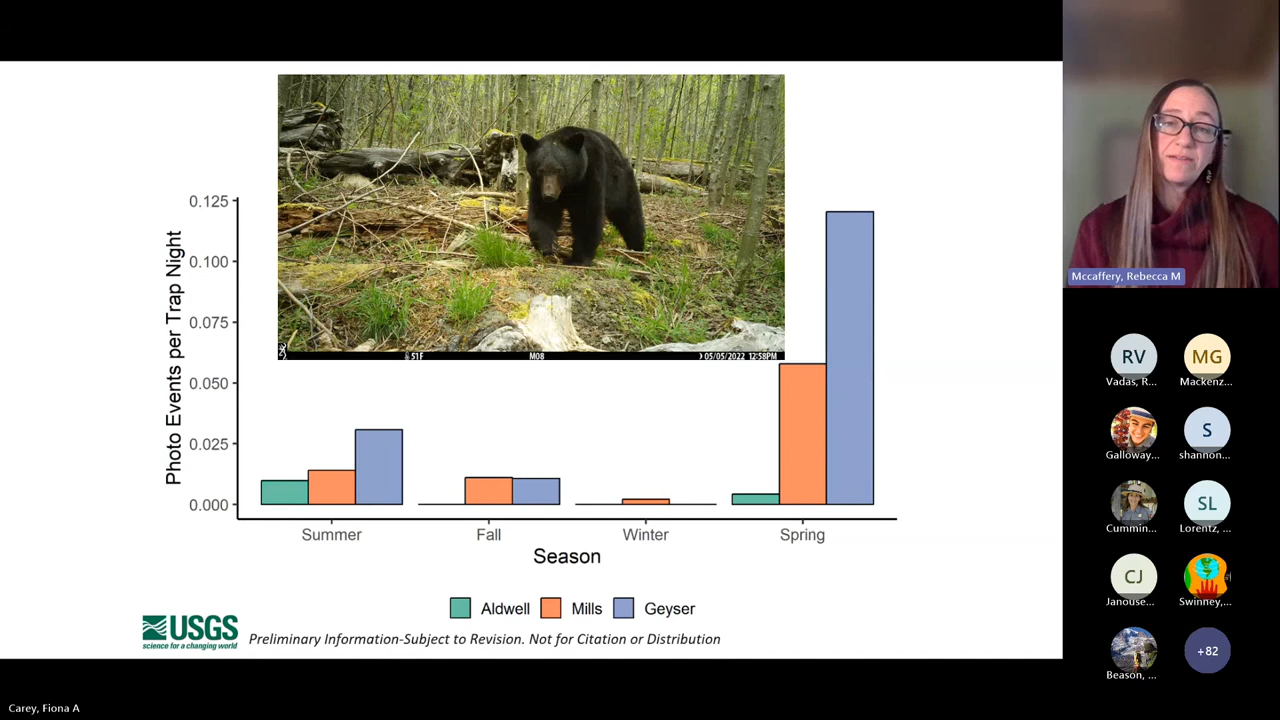 0.125
0.100
0.075
0.050
0.025
0.000
Photo Events per Trap Night
51F
M08
05/05/2022 12:58PM
Summer
Fall
Winter
Spring
Season
Aldwell
Mills
Geyser
USGS
science for a changing world
Preliminary Information-Subject to Revision. Not for Citation or Distribution
Carey, Fiona A
Mccaffery, Rebecca M
RV
Vadas, R...
MG
Mackenz...
Galloway...
S
shannon...
Cummin...
SL
Lorentz, ...
CJ
Janouse...
Swinney,...
Beason, ...
+82